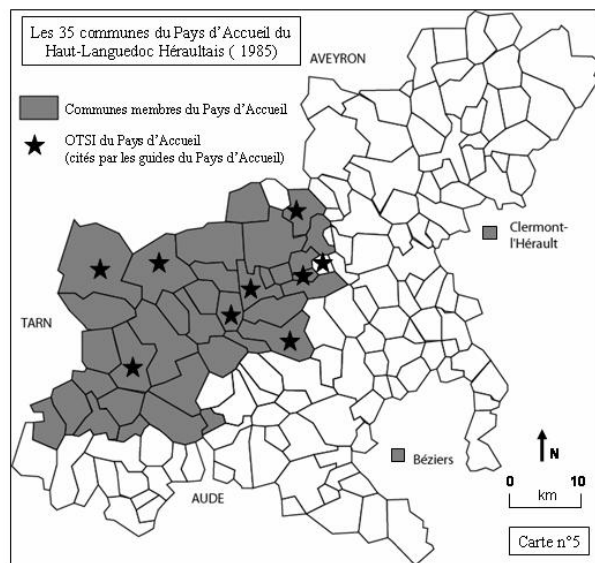 Les 35 communes du Pays d'Accueil du
Haut-Languedoc Héraultais ( 1985)
AVEYRON
Communes membres du Pays d'Accueil
OTSI du Pays d'Accueil
(cités par les guides du Pays d'Accueil)
Clermont-
l'Hérault
TARN
Béziers
N
AUDE
0 10
km
Carte n°5